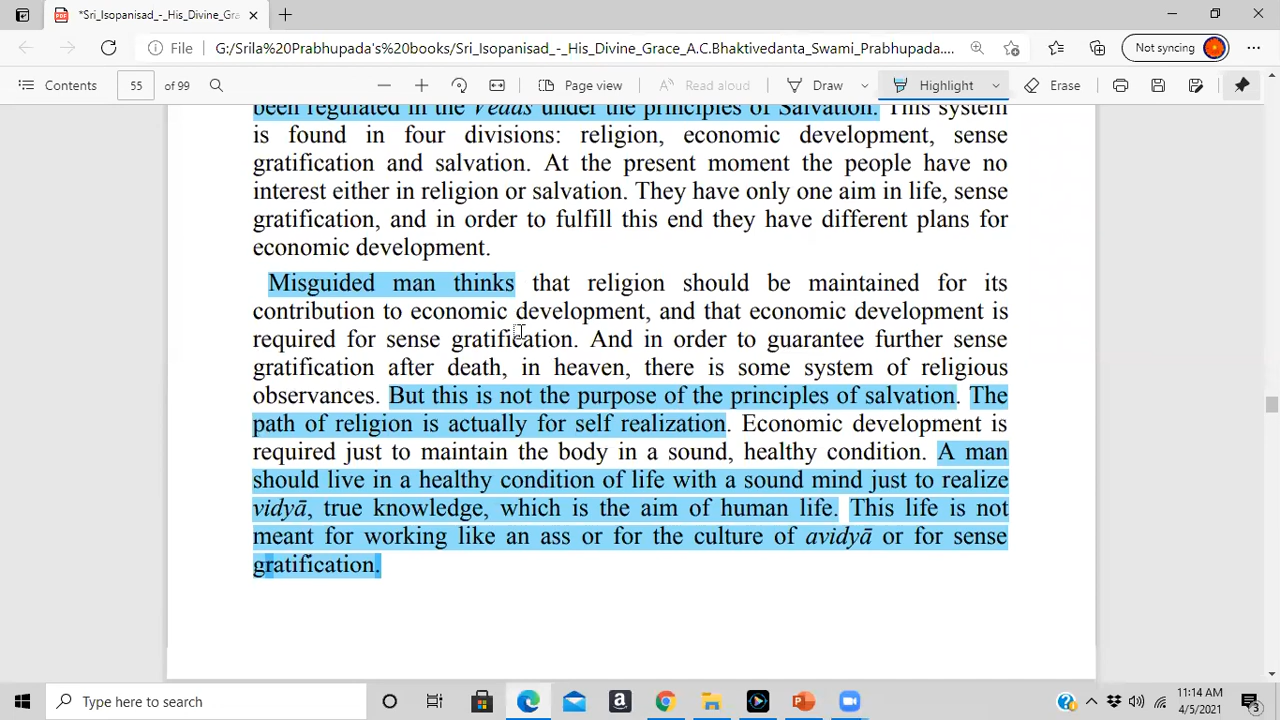 *Sri_Isopanisad_-_His_Divine_Gra
File
G:/Srila%20Prabhupada's%20books/Sri_Isopanisad_-_His_Divine_Grace_A.C.Bhaktivedanta_Swami_Prabhupada....
Not syncing
Contents
55
of 99
Page view
Read aloud
Draw
Highlight
Erase
been regulated in the Vedas under the principles of Salvation. This system
is found in four divisions: religion, economic development, sense
gratification and salvation. At the present moment the people have no
interest either in religion or salvation. They have only one aim in life, sense
gratification, and in order to fulfill this end they have different plans for
economic development.
Misguided man thinks that religion should be maintained for its
contribution to economic development, and that economic development is
required for sense gratification. And in order to guarantee further sense
gratification after death, in heaven, there is some system of religious
observances. But this is not the purpose of the principles of salvation. The
path of religion is actually for self realization. Economic development is
required just to maintain the body in a sound, healthy condition. A man
should live in a healthy condition of life with a sound mind just to realize
vidyā, true knowledge, which is the aim of human life. This life is not
meant for working like an ass or for the culture of avidyā or for sense
gratification.
Type here to search
11:14 AM
4/5/2021
3